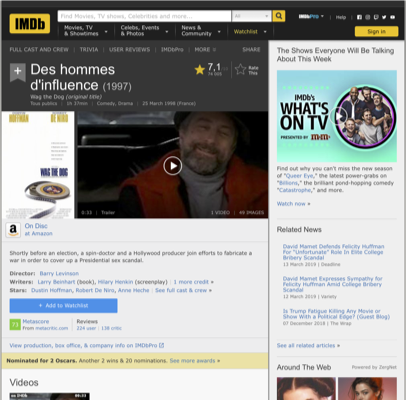 IMDb
Find Movies, TV shows, Celebrities and more...
All
IMDbPro
Help
Movies, TV & Showtimes
Celebs, Events & Photos
News & Community
Watchlist
Sign in
FULL CAST AND CREW | TRIVIA | USER REVIEWS | IMDbPro | MORE
SHARE
Des hommes d'influence (1997)
Wag the Dog (original title)
Tous publics | 1h 37min | Comedy, Drama | 25 March 1998 (France)
7,1
Rate This
WAG THE DOG
0:33 | Trailer
1 VIDEO | 49 IMAGES
On Disc
at Amazon
Shortly before an election, a spin-doctor and a Hollywood producer join efforts to fabricate a
war in order to cover up a Presidential sex scandal.
Director: Barry Levinson
Writers: Larry Beinhart (book), Hilary Henkin (screenplay) | 1 more credit »
Stars: Dustin Hoffman, Robert De Niro, Anne Heche | See full cast & crew »
+ Add to Watchlist
Metascore
From metacritic.com
Reviews
224 user | 138 critic
View production, box office, & company info on IMDbPro
Nominated for 2 Oscars. Another 2 wins & 20 nominations. See more awards »
Videos
The Shows Everyone Will Be Talking
About This Week
IMDb's
WHAT'S
ON TV
PRESENTED BY m&m's
Find out why you can't miss the new season
of "Queer Eye," the latest power-grabs on
"Billions," the brilliant pond-hopping comedy
"Catastrophe," and more.
Watch now »
Related News
David Mamet Defends Felicity Huffman
For "Unfortunate" Role In Elite College
Bribery Scandal
13 March 2019 | Deadline
David Mamet Expresses Sympathy for
Felicity Huffman Amid College Bribery
Scandal
12 March 2019 | Variety
Is Trump Fatigue Killing Any Movie
or Show With a Political Edge? (Guest Blog)
07 December 2018 | The Wrap
See all related articles »
Around The Web
Powered by ZergNet